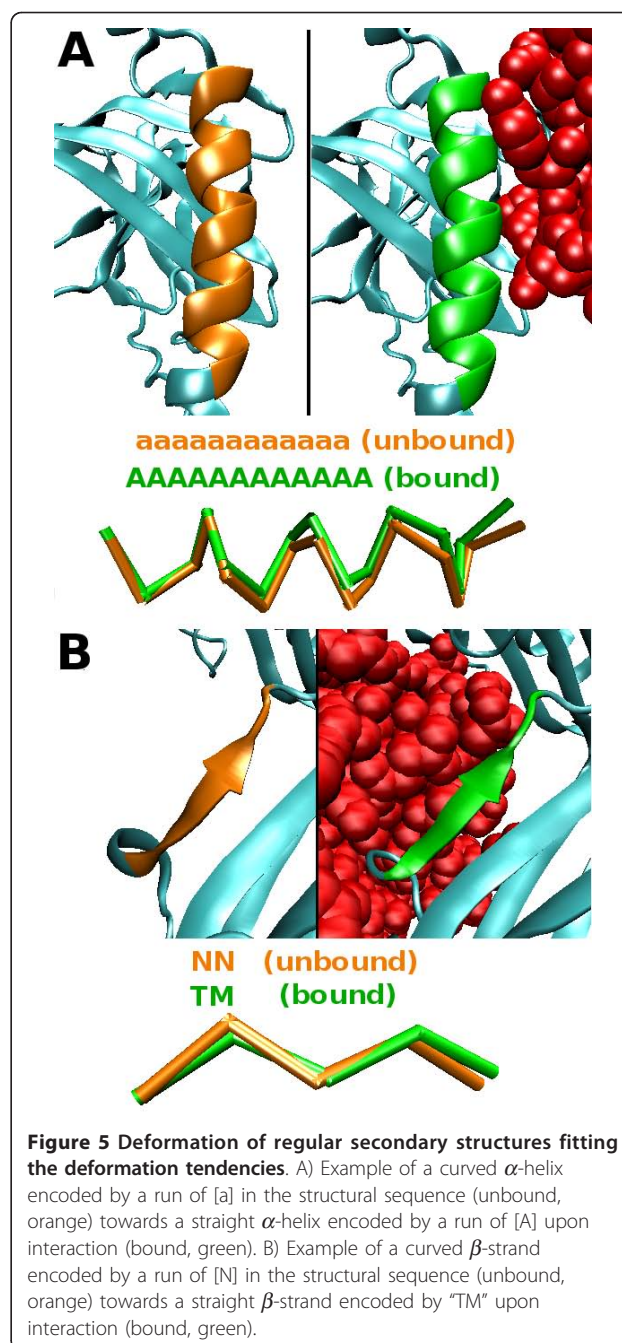 A
aaaaaaaaaaaaa (unbound)
AAAAAAAAAAAAA (bound)
B
NN (unbound)
TM (bound)
Figure 5 Deformation of regular secondary structures fitting
the deformation tendencies. A) Example of a curved α-helix
encoded by a run of [a] in the structural sequence (unbound,
orange) towards a straight α-helix encoded by a run of [A] upon
interaction (bound, green). B) Example of a curved β-strand
encoded by a run of [N] in the structural sequence (unbound,
orange) towards a straight β-strand encoded by “TM” upon
interaction (bound, green).